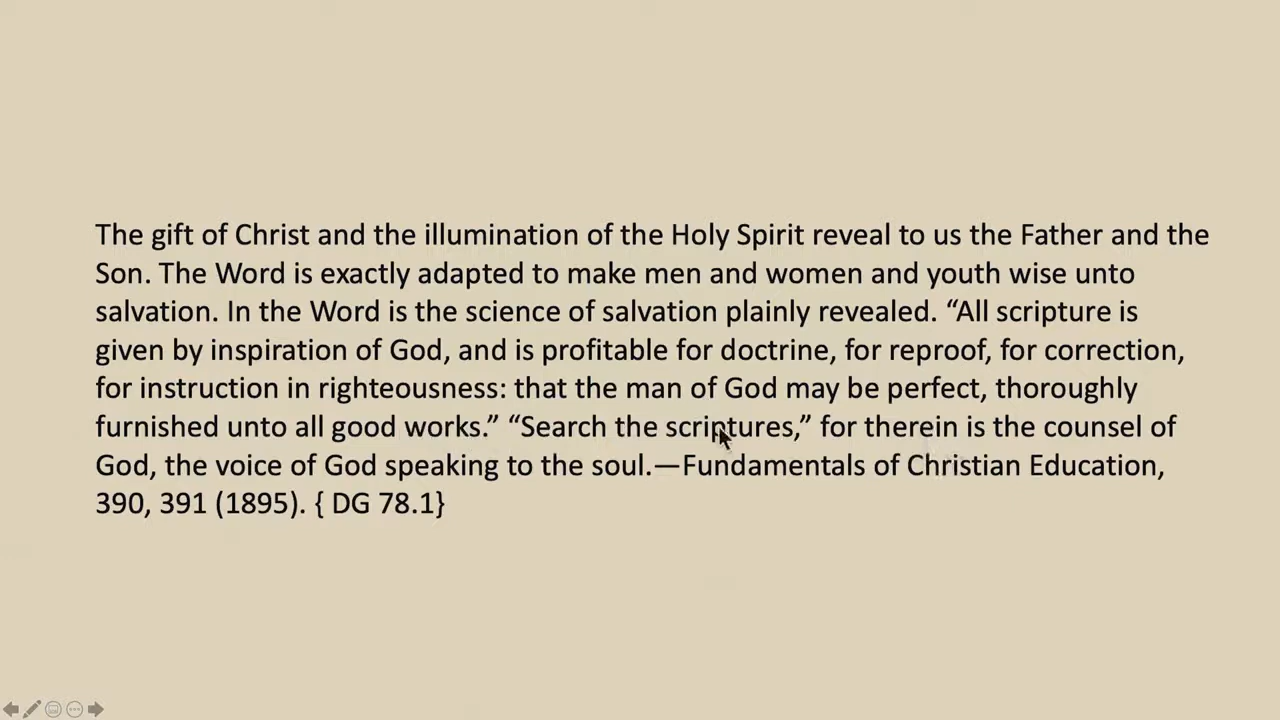 The gift of Christ and the illumination of the Holy Spirit reveal to us the Father and the
Son. The Word is exactly adapted to make men and women and youth wise unto
salvation. In the Word is the science of salvation plainly revealed. “All scripture is
given by inspiration of God, and is profitable for doctrine, for reproof, for correction,
for instruction in righteousness: that the man of God may be perfect, thoroughly
furnished unto all good works.” “Search the scriptures,” for therein is the counsel of
God, the voice of God speaking to the soul.—Fundamentals of Christian Education,
390, 391 (1895). { DG 78.1}